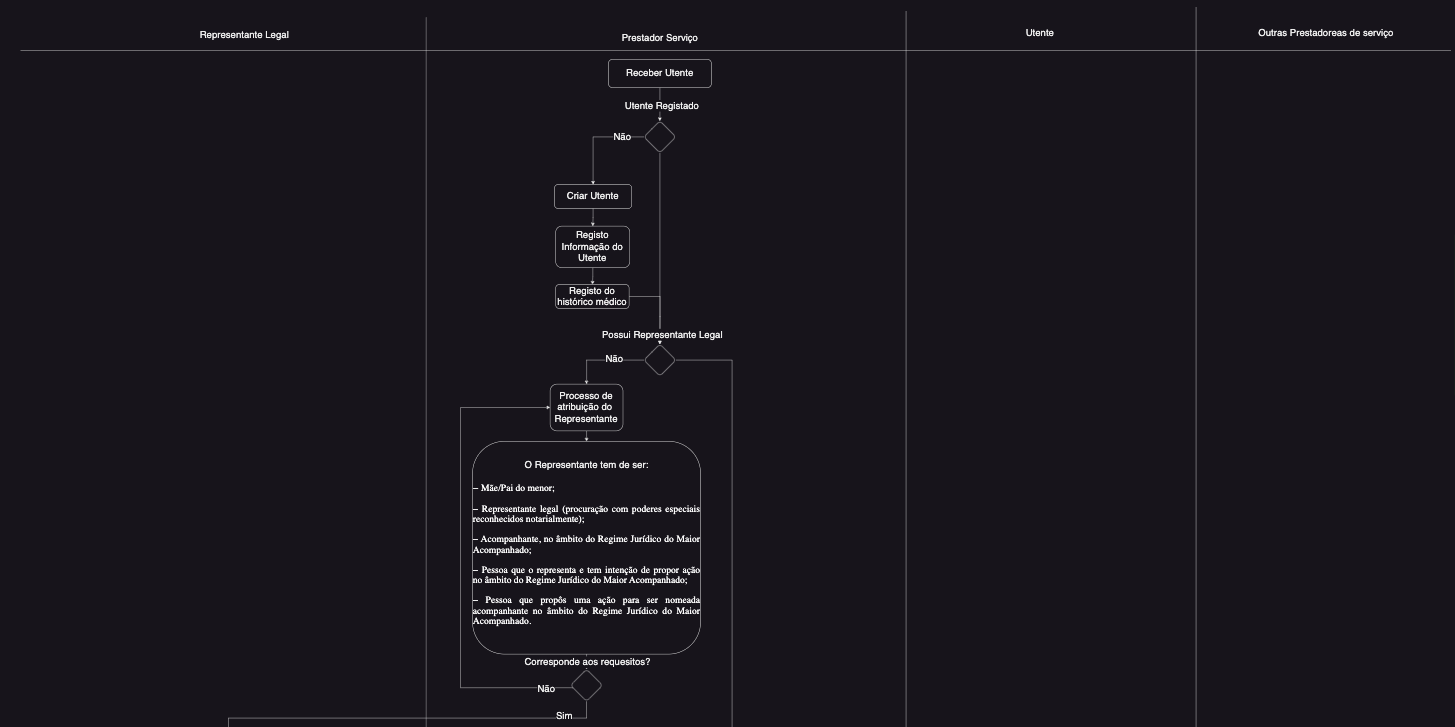 Representante Legal
Prestador Serviço
Utente
Outras Prestadoreas de serviço
Receber Utente
Utente Registado
Não
Criar Utente
Registo
Informação do
Utente
Registo do
histórico médico
Possui Representante Legal
Não
Processo de
atribuição do
Representante
O Representante tem de ser:
– Mãe/Pai do menor;
– Representante legal (procuração com poderes especiais
reconhecidos notarialmente);
– Acompanhante, no âmbito do Regime Jurídico do Maior
Acompanhado;
– Pessoa que o representa e tem intenção de propor ação
no âmbito do Regime Jurídico do Maior Acompanhado;
– Pessoa que propôs uma ação para ser nomeada
acompanhante no âmbito do Regime Jurídico do Maior
Acompanhado.
Corresponde aos requesitos?
Não
Sim